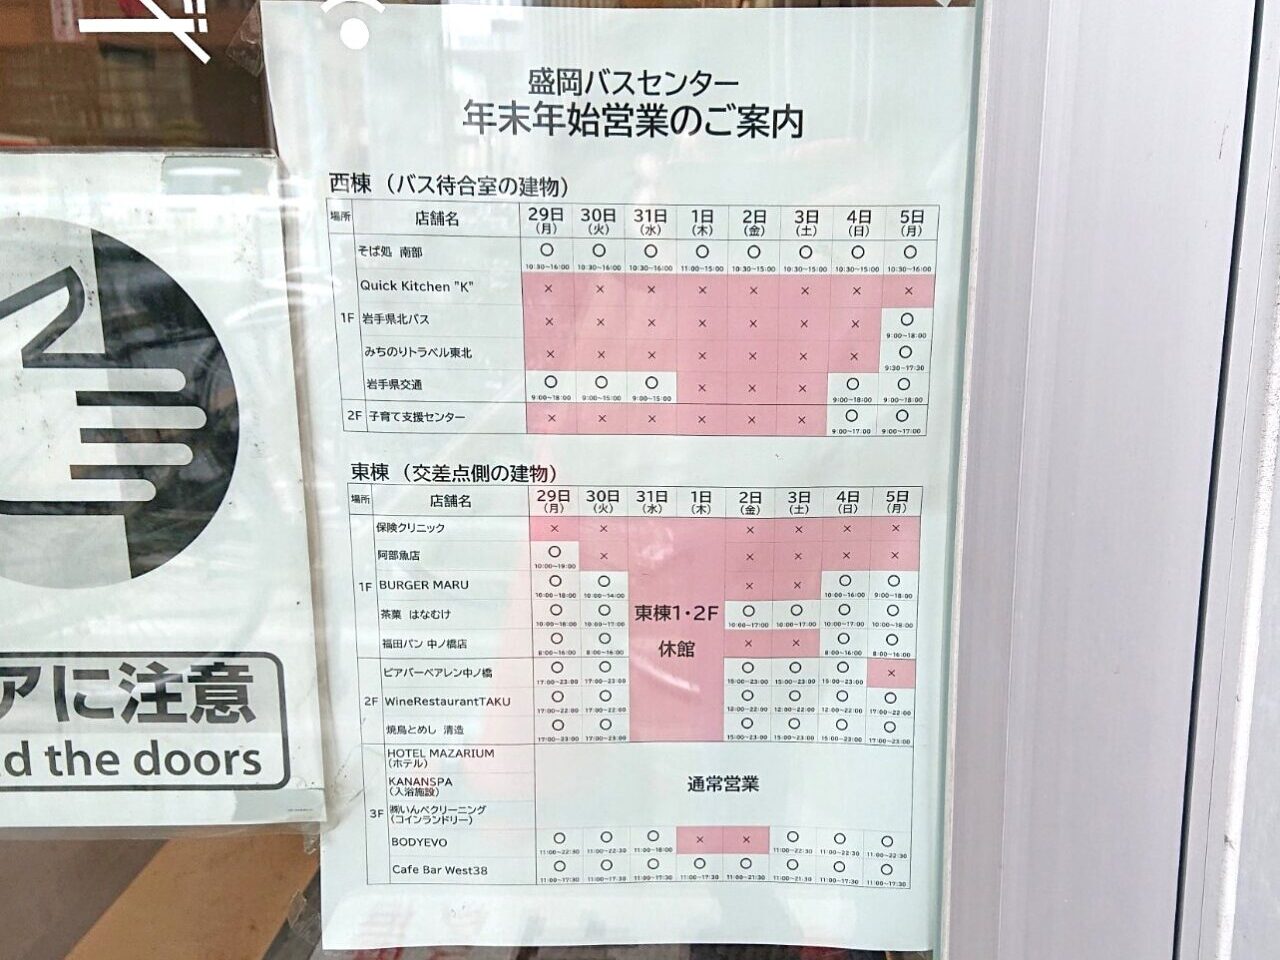 盛岡バスセンター
年末年始営業のご案内
西棟（バス待合室の建物）
場所 店舗名 29日(月) 30日(火) 31日(水) 1日(木) 2日(金) 3日(土) 4日(日) 5日(月)
1F そば処 南部 ○ ○ ○ ○ ○ ○ ○ ○
10:30~16:00 10:30~16:00 10:30~16:00 11:00~15:00 10:30~15:00 10:30~15:00 10:30~15:00 10:30~16:00
Quick Kitchen "K" × × × × × × × ×
岩手県北バス × × × × × × × ○
9:00~18:00
みちのりトラベル東北 × × × × × × × ○
9:30~17:30
岩手県交通 ○ ○ ○ × × × ○ ○
9:00~18:00 9:00~15:00 9:00~15:00 9:00~18:00 9:00~18:00
2F 子育て支援センター × × × × × × ○ ○
9:00~17:00 9:00~17:00
東棟（交差点側の建物）
場所 店舗名 29日(月) 30日(火) 31日(水) 1日(木) 2日(金) 3日(土) 4日(日) 5日(月)
1F 保険クリニック × × × × × ×
阿部魚店 ○ × × × × ×
10:00~19:00
BURGER MARU ○ ○ × × ○ ○
10:00~18:00 10:00~14:00 10:00~16:00 9:00~18:00
茶菓 はなむけ ○ ○ ○ ○ ○ ○
10:00~18:00 10:00~17:00 10:00~17:00 10:00~17:00 10:00~17:00 10:00~18:00
福田パン 中ノ橋店 ○ ○ × × ○ ○
8:00~16:00 8:00~16:00 8:00~16:00 8:00~16:00
東棟1・2F
休館
2F ビアバーベアレン中ノ橋 ○ ○ ○ ○ ○ ×
17:00~23:00 17:00~23:00 15:00~23:00 15:00~23:00 15:00~23:00
WineRestaurantTAKU ○ ○ ○ ○ ○ ○
17:00~22:00 17:00~22:00 12:00~22:00 12:00~22:00 12:00~22:00 17:00~22:00
焼鳥とめし 清造 ○ ○ ○ ○ ○ ○
17:00~23:00 17:00~23:00 15:00~23:00 15:00~23:00 15:00~23:00 17:00~23:00
3F HOTEL MAZARIUM
(ホテル)
KANANSPA
(入浴施設)
㈱いんべクリーニング
(コインランドリー)
通常営業
BODYEVO ○ ○ ○ × × ○ ○ ○
11:00~22:30 11:00~22:30 11:00~18:00 11:00~22:30 11:00~22:30 11:00~22:30
Cafe Bar West38 ○ ○ ○ ○ ○ ○ ○ ○
11:00~17:30 11:00~17:30 11:00~17:30 11:00~17:30 11:00~21:30 11:00~21:30 11:00~17:30 11:00~17:30
アに注意
d the doors